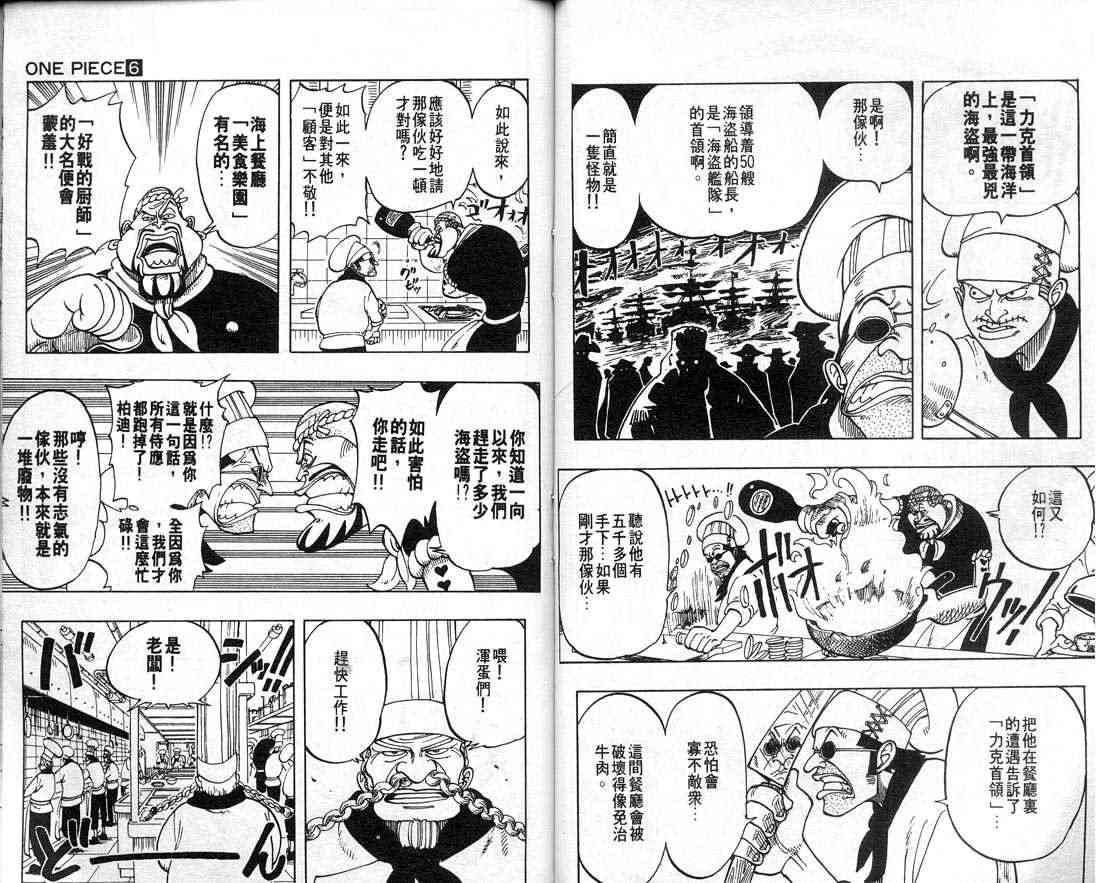 ONE PIECE 6
「力克首領」
是這一帶海洋
上，最強最兇
的海盜啊。
是啊！
那傢伙…
領導着50艘
海盜船的船長，
是「海盜艦隊」
的首領啊！
簡直就是
一隻怪物！！
這又
如何！？
聽說他有
五千多個
手下…如果
剛才那傢伙…
把他在餐廳裏
的遭遇告訴了
「力克首領」
恐怕會
寡不敵衆…
這間餐廳會被
破壞得像免治
牛肉。
如此說來，
應該好好地請
那傢伙吃一頓
才對嗎？
如此一來，
便是對其他
「顧客」不敬！！
海上餐廳
「美食樂園」
有名的…
「好戰的厨師」
的大名便會
蒙羞！！
你知道一向
以來，我們
趕走了多少
海盜嗎！？
如此害怕
的話，
你走吧！！
什麼！？
就是因爲你
這一句話，
所有侍應
都跑掉了！
柏迪！
全因爲你
，我們才
會這麼忙
碌！！
哼！
那些沒有志氣的
傢伙，本來就是
一堆廢物！！
喂！
渾蛋們！
趕快工作！！
是！
老闆！